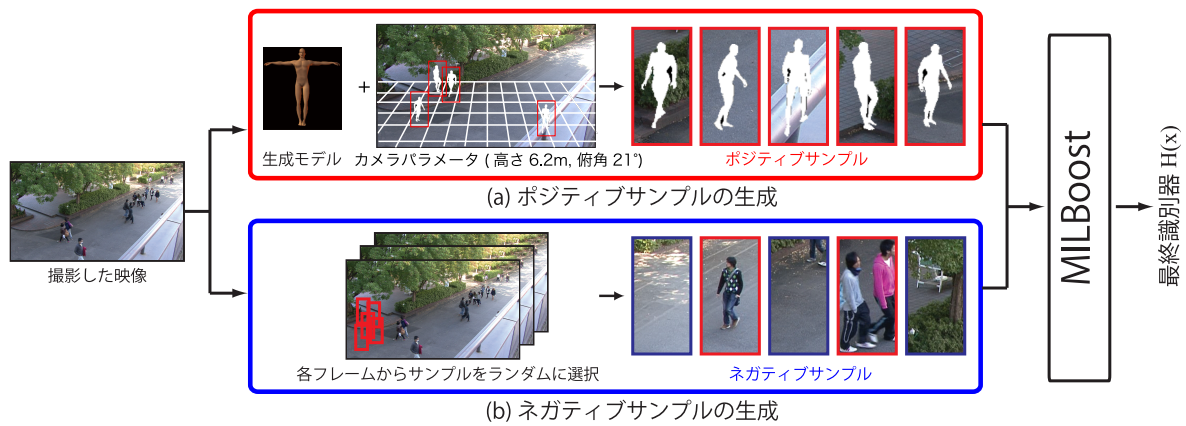 撮影した映像
生成モデル
+
カメラパラメータ ( 高さ 6.2m, 俯角 21°)
ポジティブサンプル
(a) ポジティブサンプルの生成
各フレームからサンプルをランダムに選択
ネガティブサンプル
(b) ネガティブサンプルの生成
MILBoost
最終識別器 H(x)